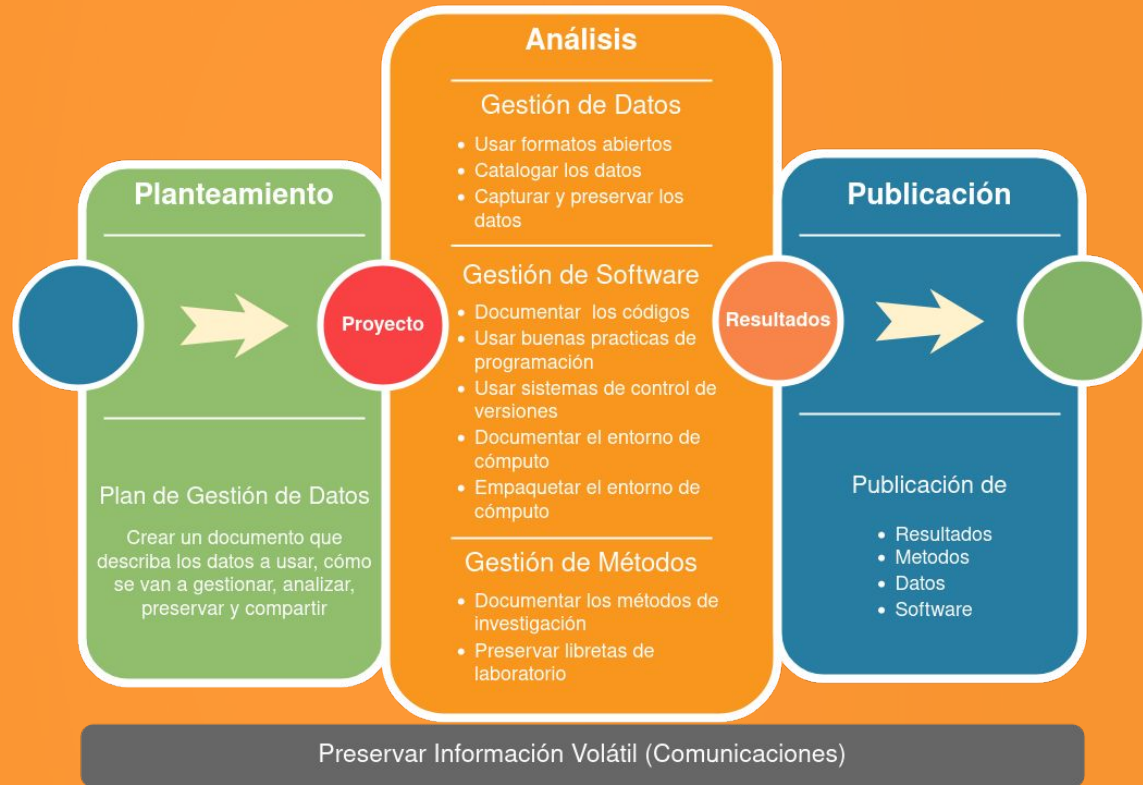 Planteamiento
Proyecto
Plan de Gestión de Datos
Crear un documento que
describa los datos a usar, cómo
se van a gestionar, analizar,
preservar y compartir
Análisis
Gestión de Datos
• Usar formatos abiertos
• Catalogar los datos
• Capturar y preservar los
datos
Gestión de Software
• Documentar los códigos
• Usar buenas practicas de
programación
• Usar sistemas de control de
versiones
• Documentar el entorno de
cómputo
• Empaquetar el entorno de
cómputo
Gestión de Métodos
• Documentar los métodos de
investigación
• Preservar libretas de
laboratorio
Publicación
Resultados
Publicación de
• Resultados
• Metodos
• Datos
• Software
Preservar Información Volátil (Comunicaciones)